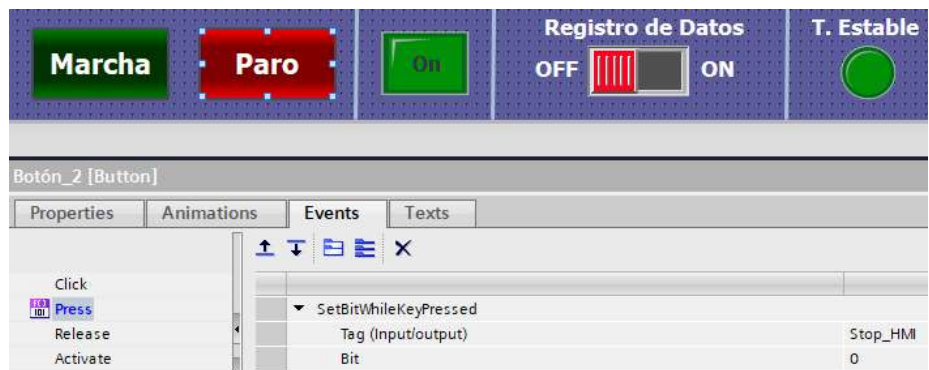 Registro de Datos T. Estable
Marcha Paro On OFF ON
Botón_2 [Button]
Properties Animations Events Texts
Click
Press SetBitWhileKeyPressed
Release Tag (Input/output) Stop_HMI
Activate Bit 0